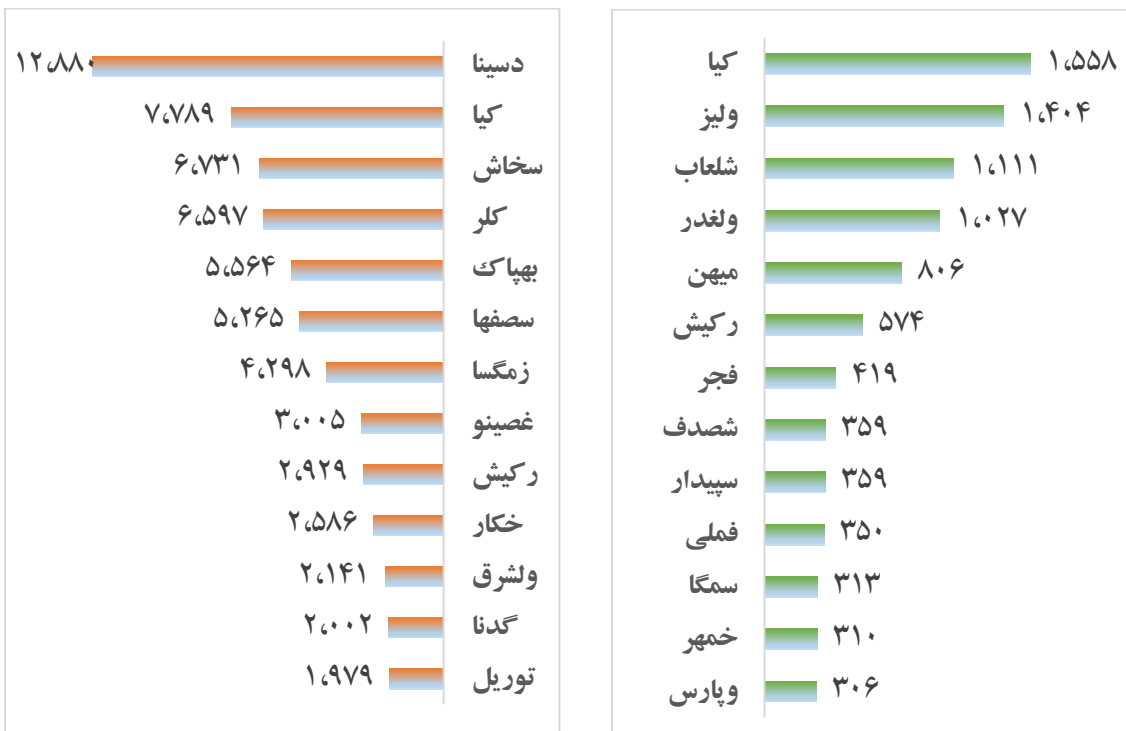 کیا ۱،۵۵۸
ولیز ۱،۴۰۴
شلعاب ۱،۱۱۱
ولغدر ۱،۰۲۷
میهن ۸۰۶
رکیش ۵۷۴
فجر ۴۱۹
شصدف ۳۵۹
سپیدار ۳۵۹
فملی ۳۵۰
سمگا ۳۱۳
خمهر ۳۱۰
وپارس ۳۰۶
دسینا ۱۲،۸۸۰
کیا ۷،۷۸۹
سخاش ۶،۷۳۱
کلر ۶،۵۹۷
بهپاک ۵،۵۶۴
سصفها ۵،۲۶۵
زمگسا ۴،۲۹۸
غصینو ۳،۰۰۵
رکیش ۲،۹۲۹
خکار ۲،۵۸۶
ولشرق ۲،۱۴۱
گدنا ۲،۰۰۲
توریل ۱،۹۷۹